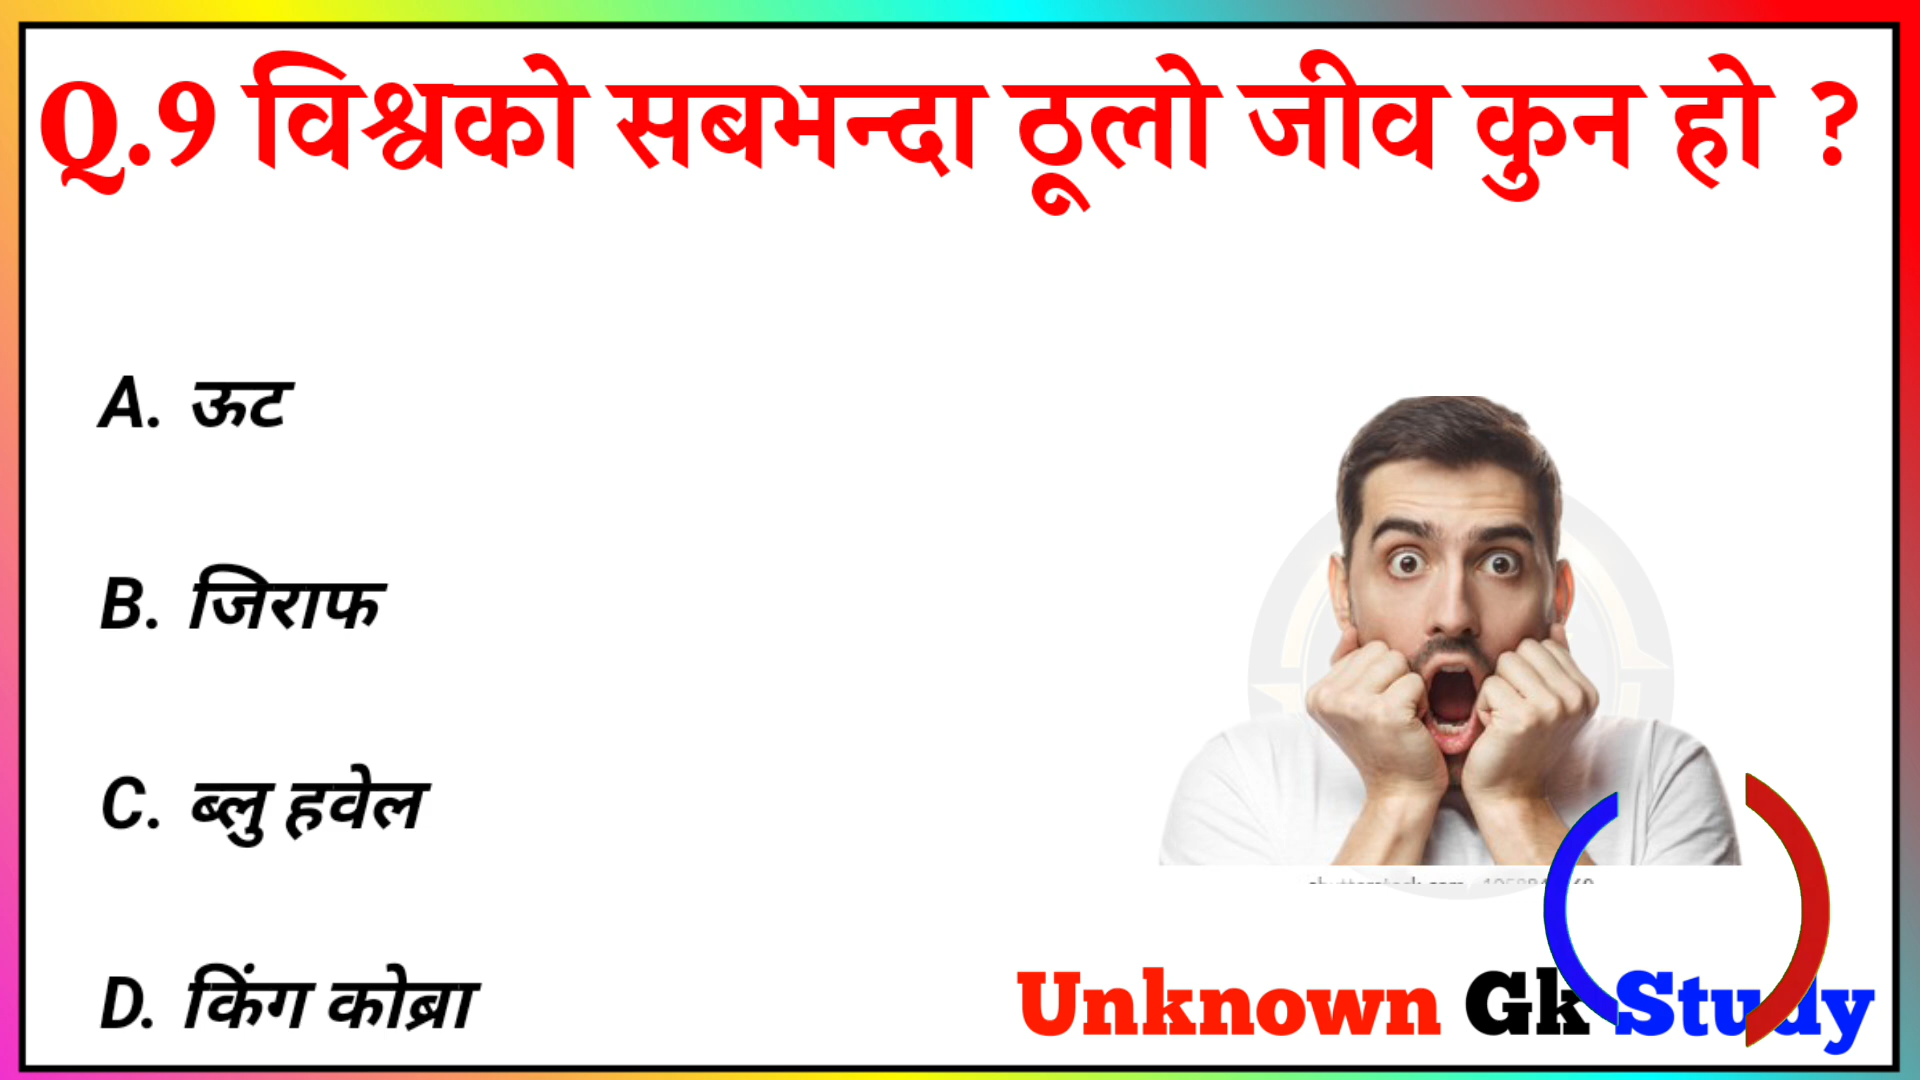 Q.9 विश्वको सबभन्दा ठूलो जीव कुन हो ?
A. ऊट
B. जिराफ
C. ब्लु हवेल
D. किंग कोब्रा
Unknown Gk Study